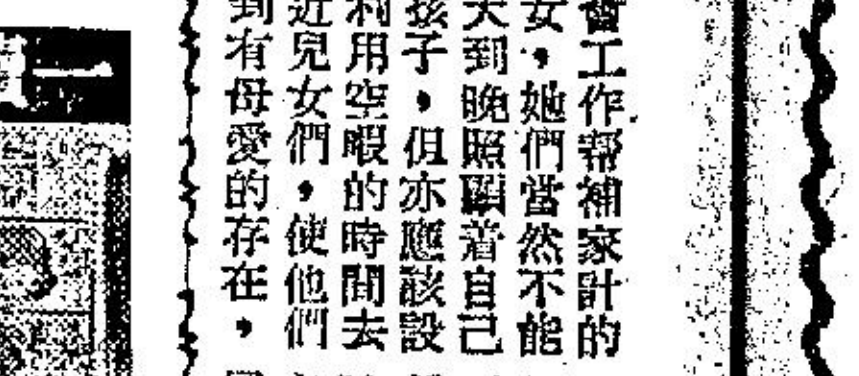 會工作幫補家計的
女，她們當然不能
天到晚照顧着自己
孩子，但亦應該設
利用空暇的時間去
近兒女們，使他們
到有母愛的存在，